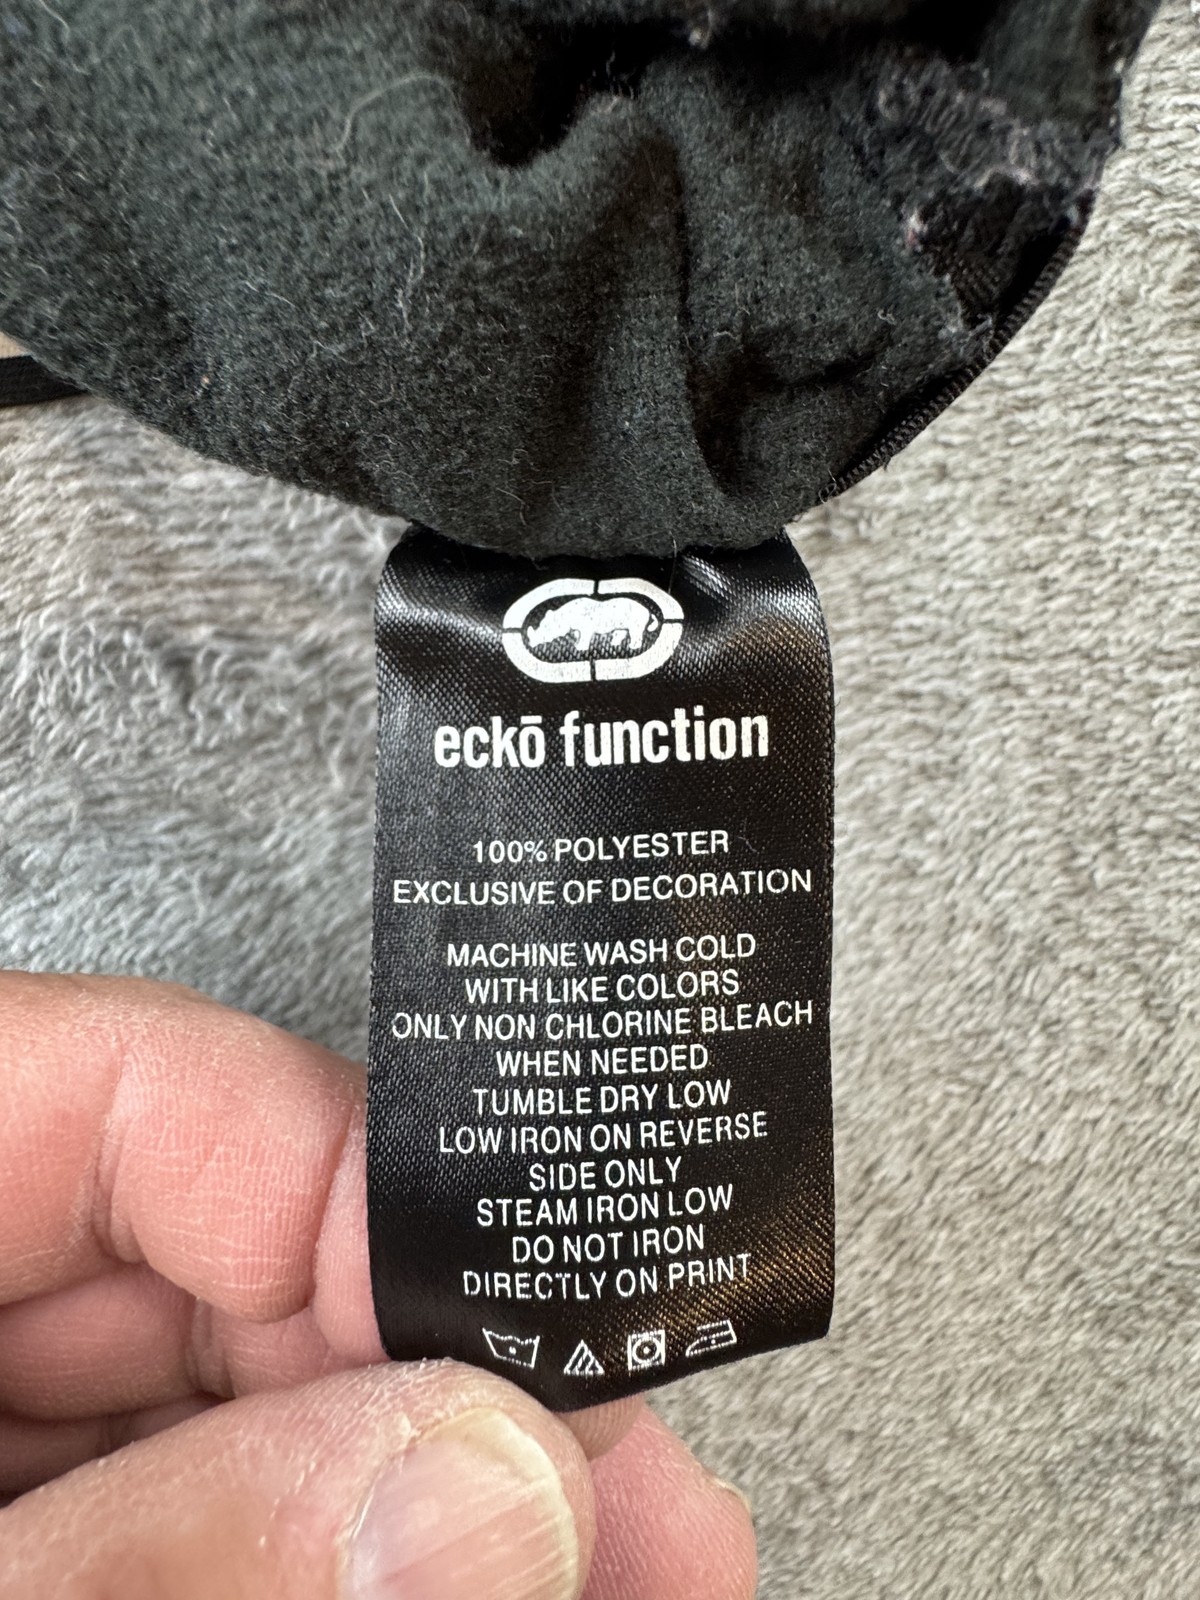 eckō function
100% POLYESTER
EXCLUSIVE OF DECORATION
MACHINE WASH COLD
WITH LIKE COLORS
ONLY NON CHLORINE BLEACH
WHEN NEEDED
TUMBLE DRY LOW
LOW IRON ON REVERSE
SIDE ONLY
STEAM IRON LOW
DO NOT IRON
DIRECTLY ON PRINT